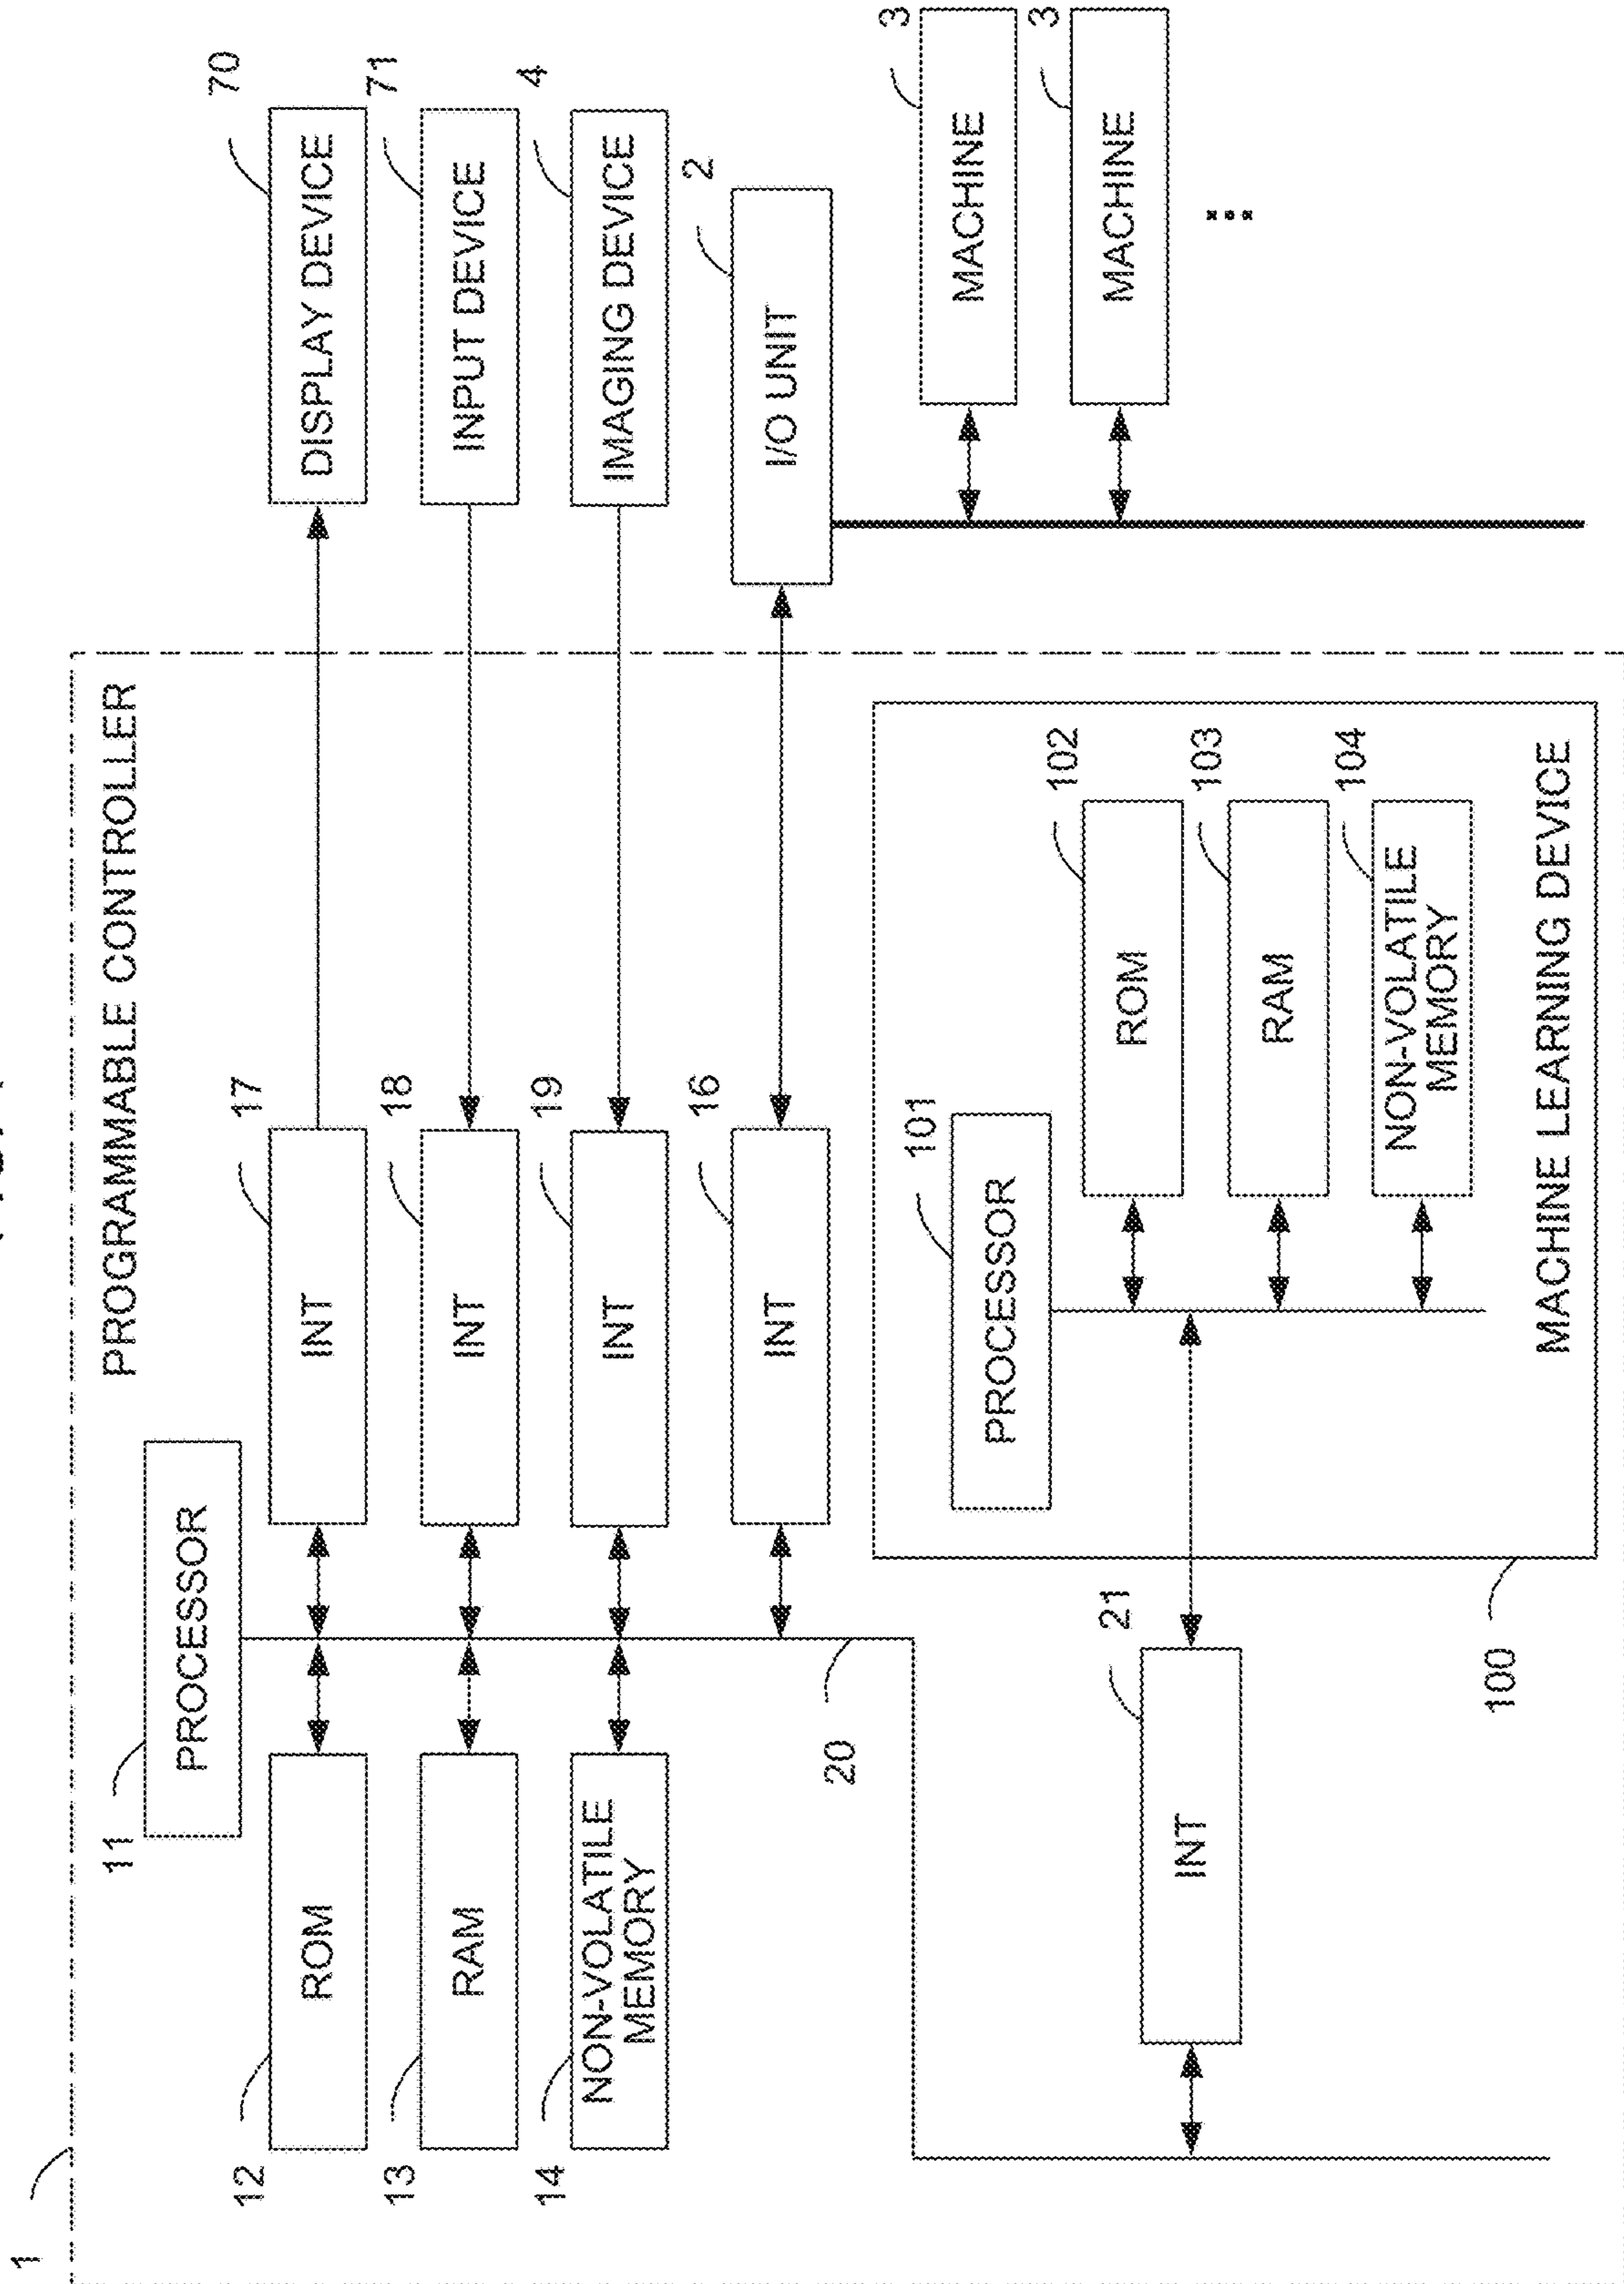 1
PROGRAMMABLE CONTROLLER
11
PROCESSOR
12
ROM
17
INT
70
DISPLAY DEVICE
13
RAM
18
INT
71
INPUT DEVICE
14
NON-VOLATILE
MEMORY
19
INT
4
IMAGING DEVICE
16
INT
2
I/O UNIT
20
3
MACHINE
3
MACHINE
...
21
INT
101
PROCESSOR
102
ROM
103
RAM
104
NON-VOLATILE
MEMORY
MACHINE LEARNING DEVICE
100